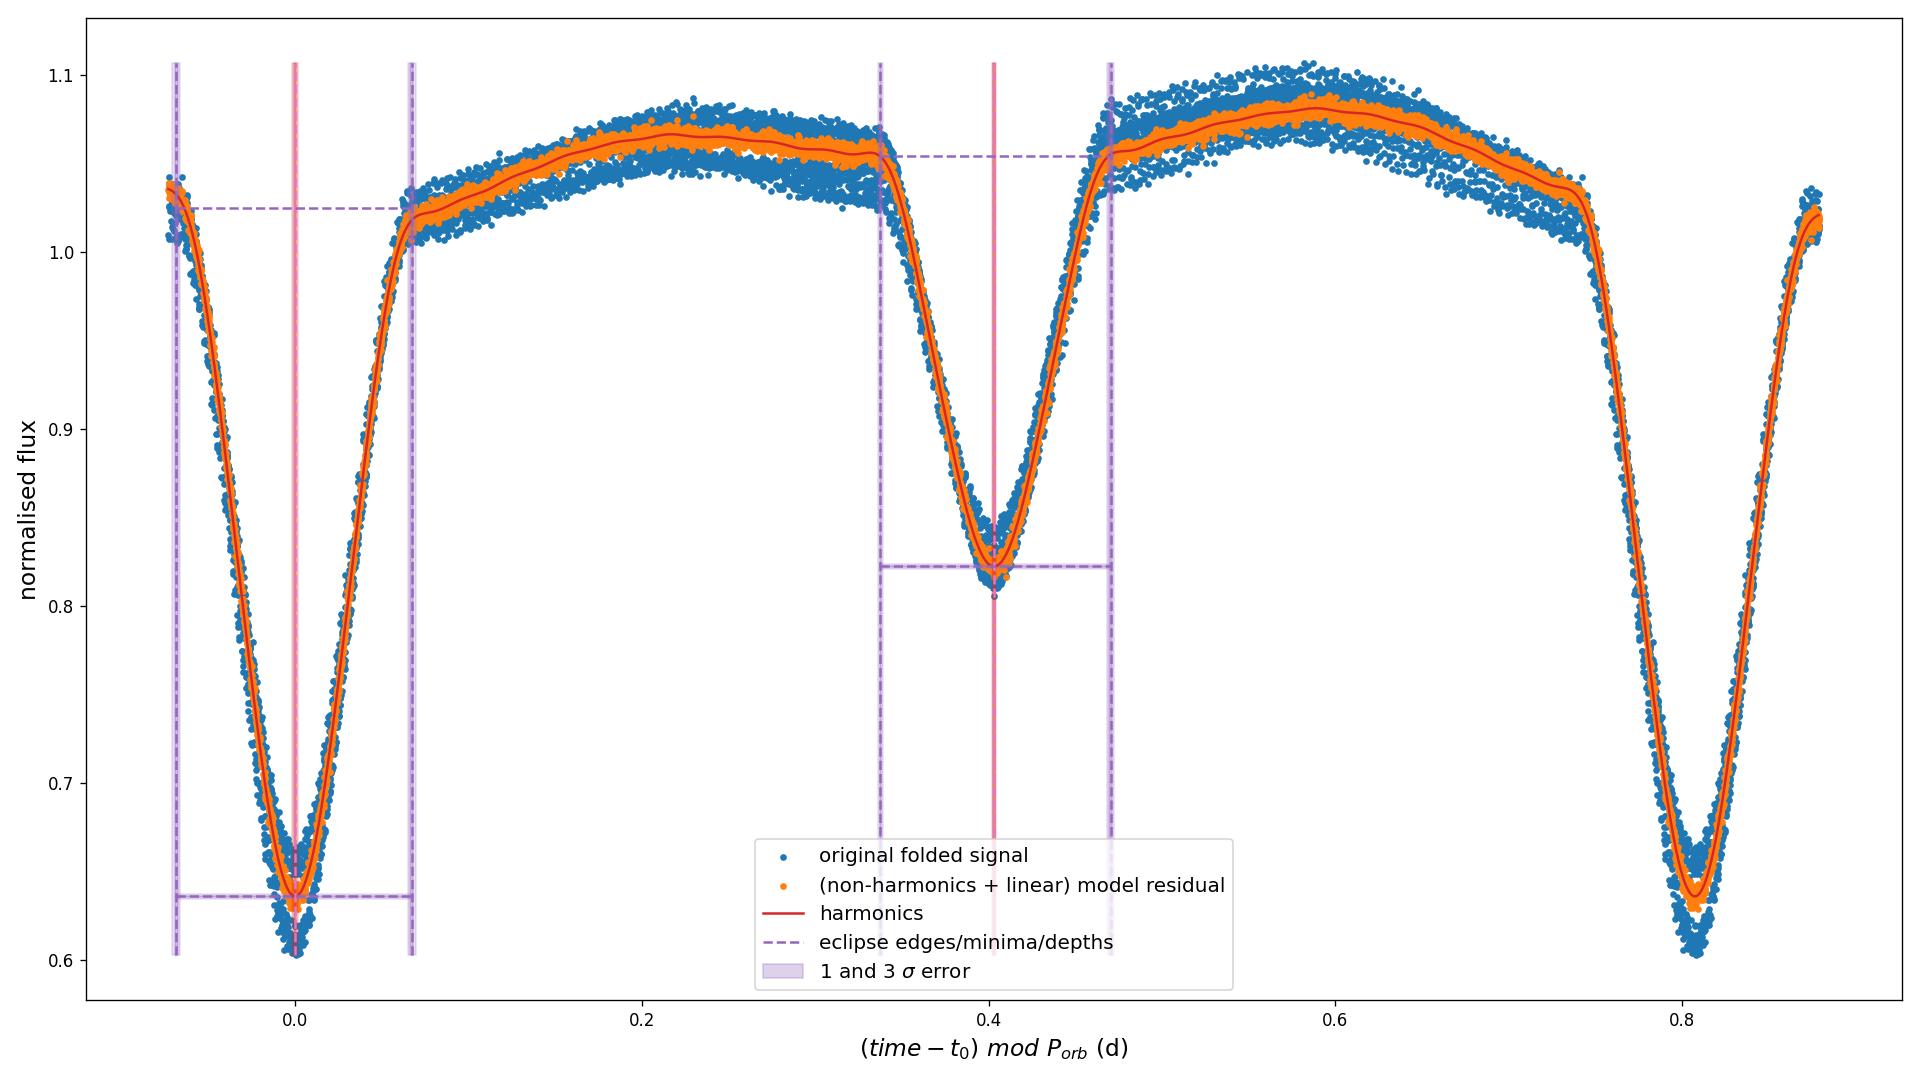 normalised flux
1.1
1.0
0.9
0.8
0.7
0.6
original folded signal
(non-harmonics + linear) model residual
harmonics
eclipse edges/minima/depths
1 and 3 σ error
0.0 0.2 0.4 0.6 0.8
(time − t₀) mod Pₒᵣb (d)